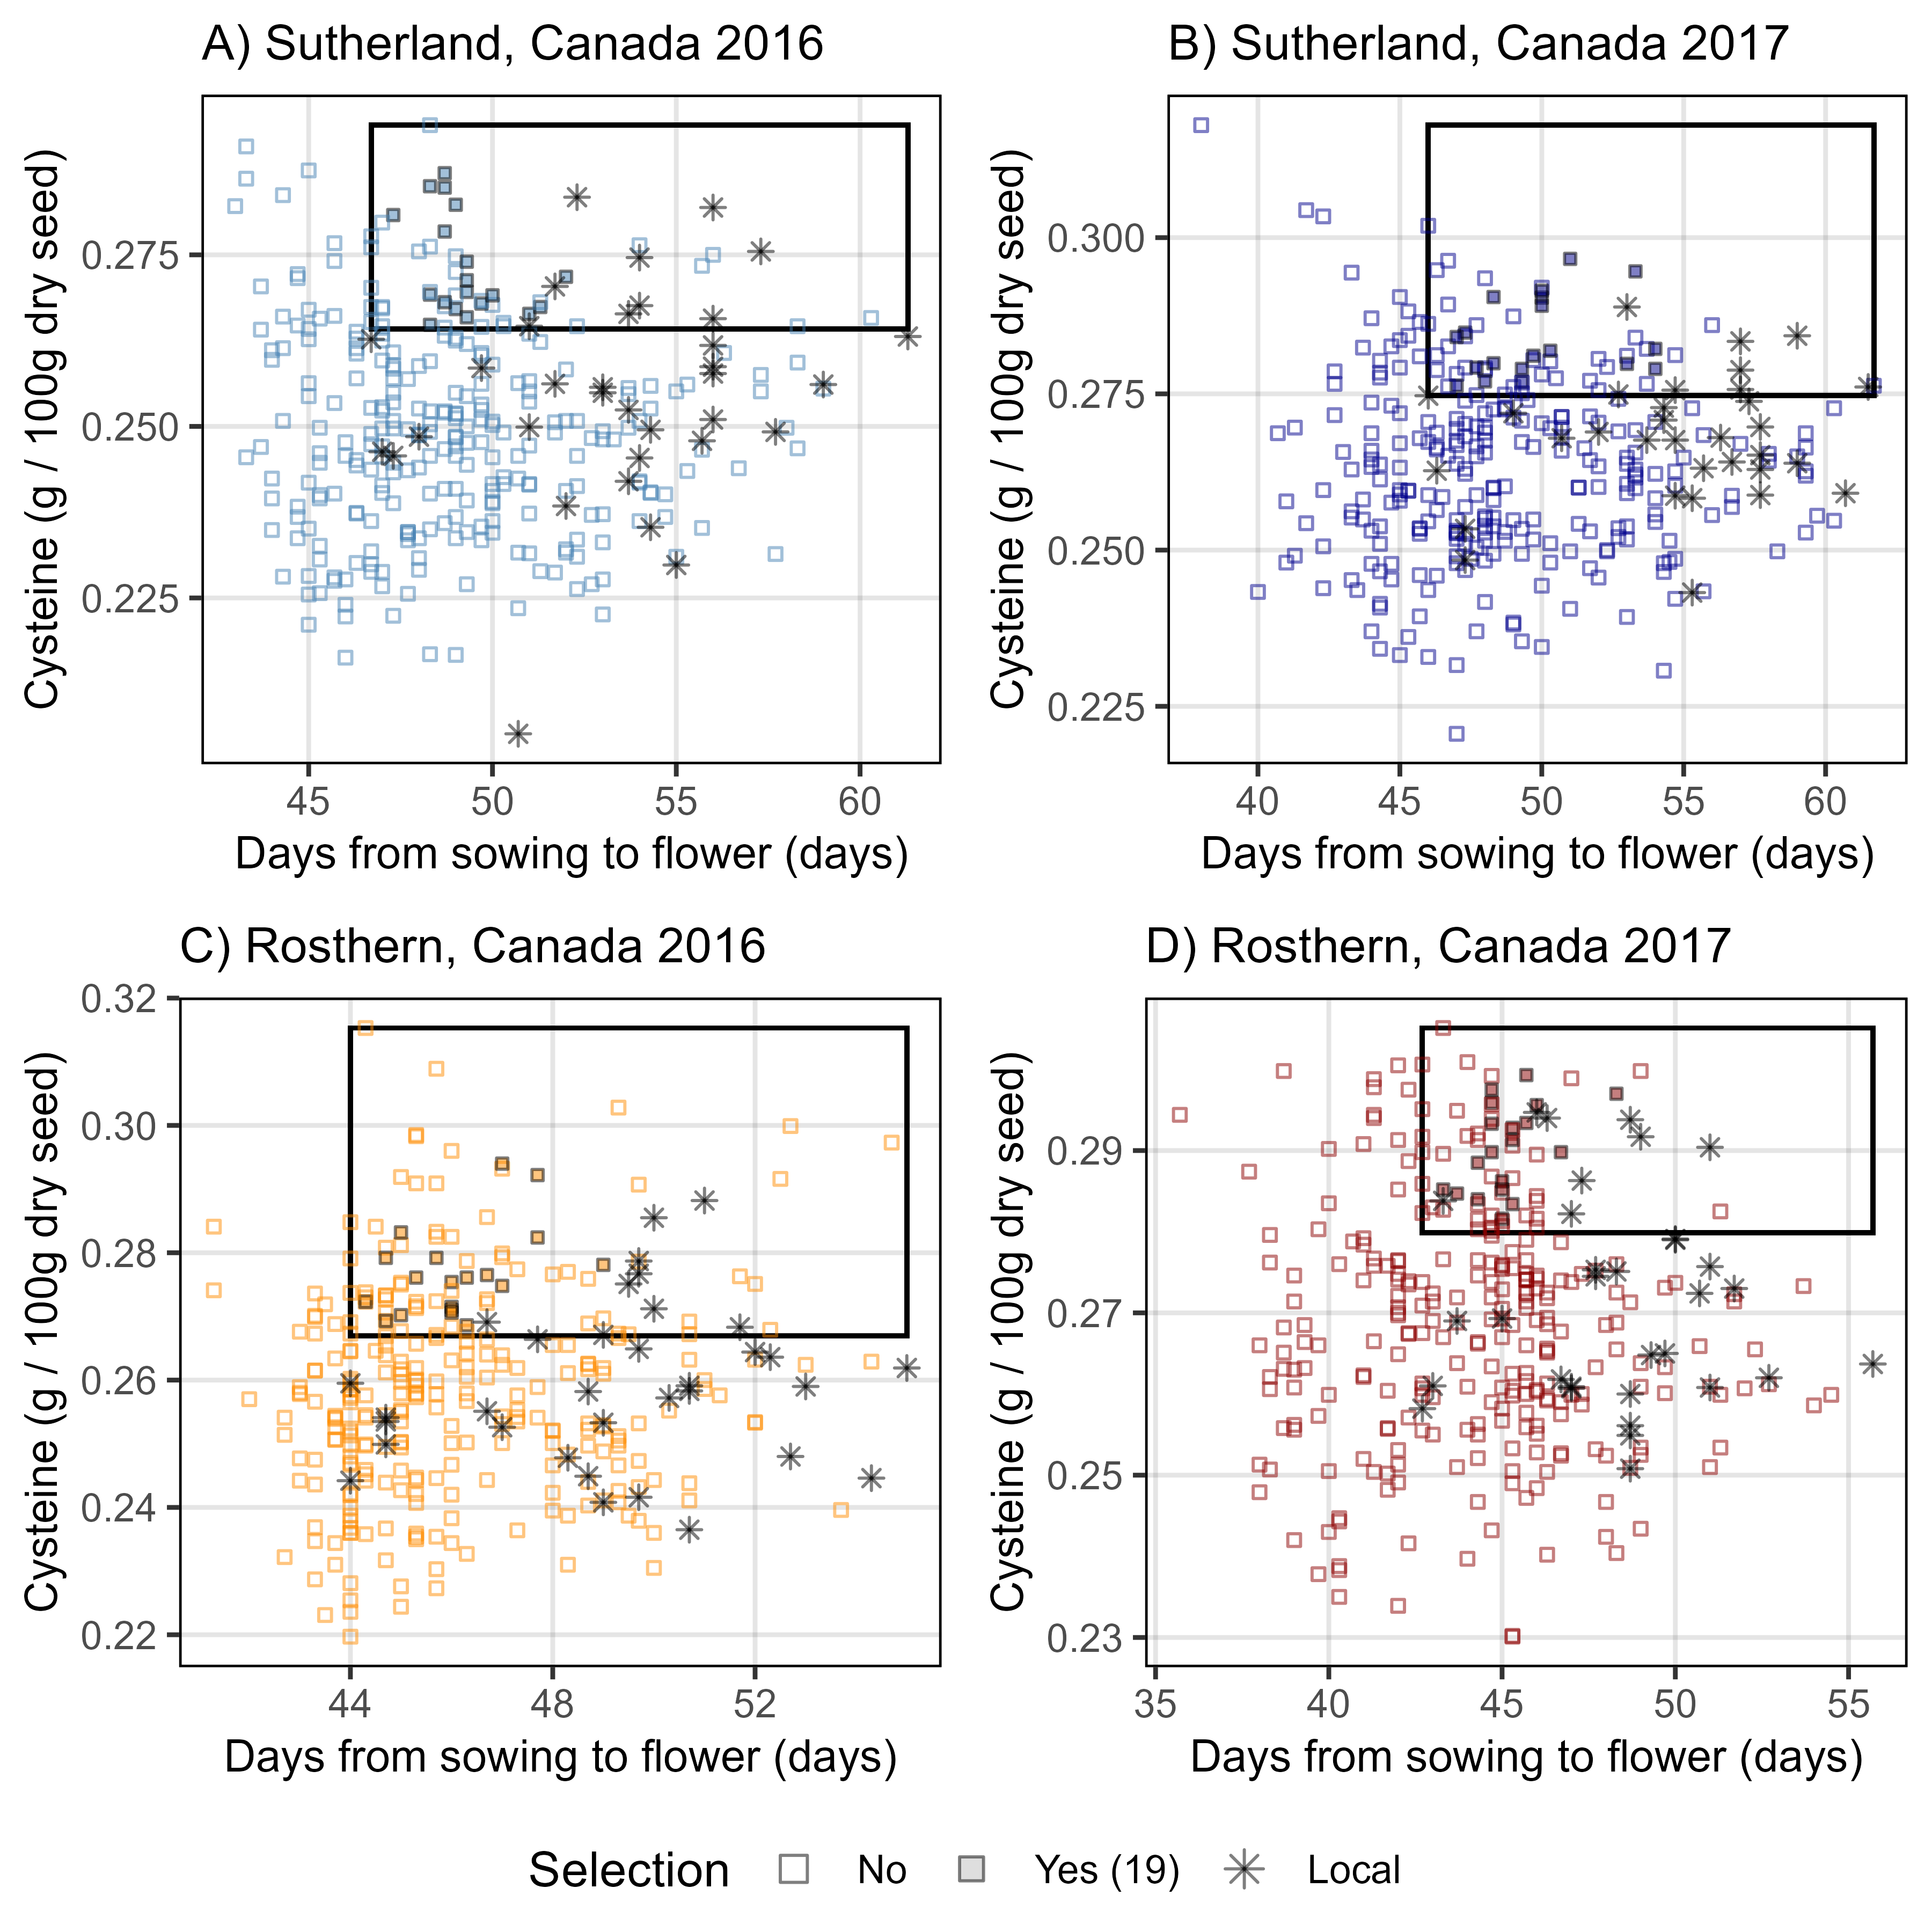 A) Sutherland, Canada 2016
Cysteine (g / 100g dry seed)
0.275
0.250
0.225
45 50 55 60
Days from sowing to flower (days)
B) Sutherland, Canada 2017
Cysteine (g / 100g dry seed)
0.300
0.275
0.250
0.225
40 45 50 55 60
Days from sowing to flower (days)
C) Rosthern, Canada 2016
Cysteine (g / 100g dry seed)
0.32
0.30
0.28
0.26
0.24
0.22
44 48 52
Days from sowing to flower (days)
D) Rosthern, Canada 2017
Cysteine (g / 100g dry seed)
0.29
0.27
0.25
0.23
35 40 45 50 55
Days from sowing to flower (days)
Selection No Yes (19) Local